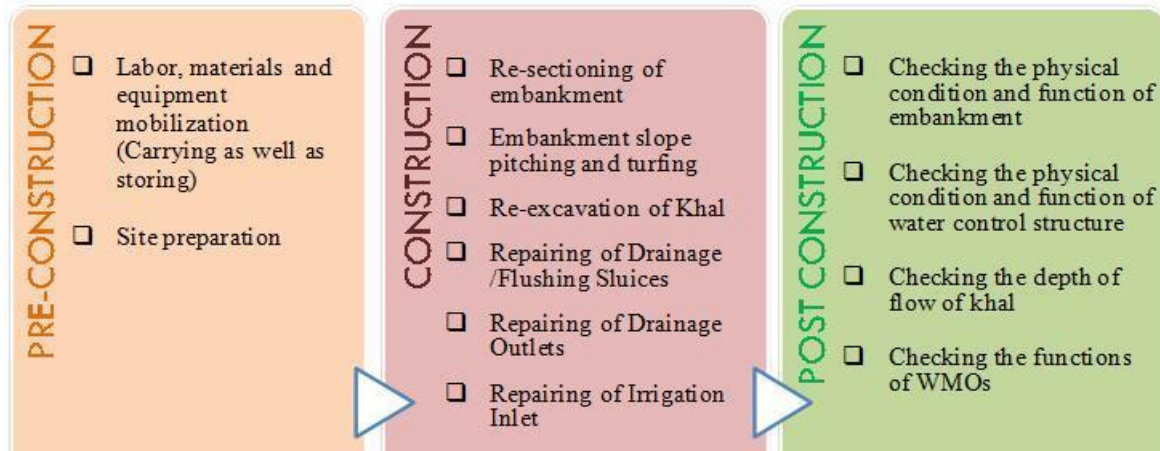 PRE-CONSTRUCTION
❑ Labor, materials and
equipment
mobilization
(Carrying as well as
storing)
❑ Site preparation
CONSTRUCTION
❑ Re-sectioning of
embankment
❑ Embankment slope
pitching and turfing
❑ Re-excavation of Khal
❑ Repairing of Drainage
/Flushing Sluices
❑ Repairing of Drainage
Outlets
❑ Repairing of Irrigation
Inlet
POST CONSTRUCTION
❑ Checking the physical
condition and function of
embankment
❑ Checking the physical
condition and function of
water control structure
❑ Checking the depth of
flow of khal
❑ Checking the functions
of WMOs